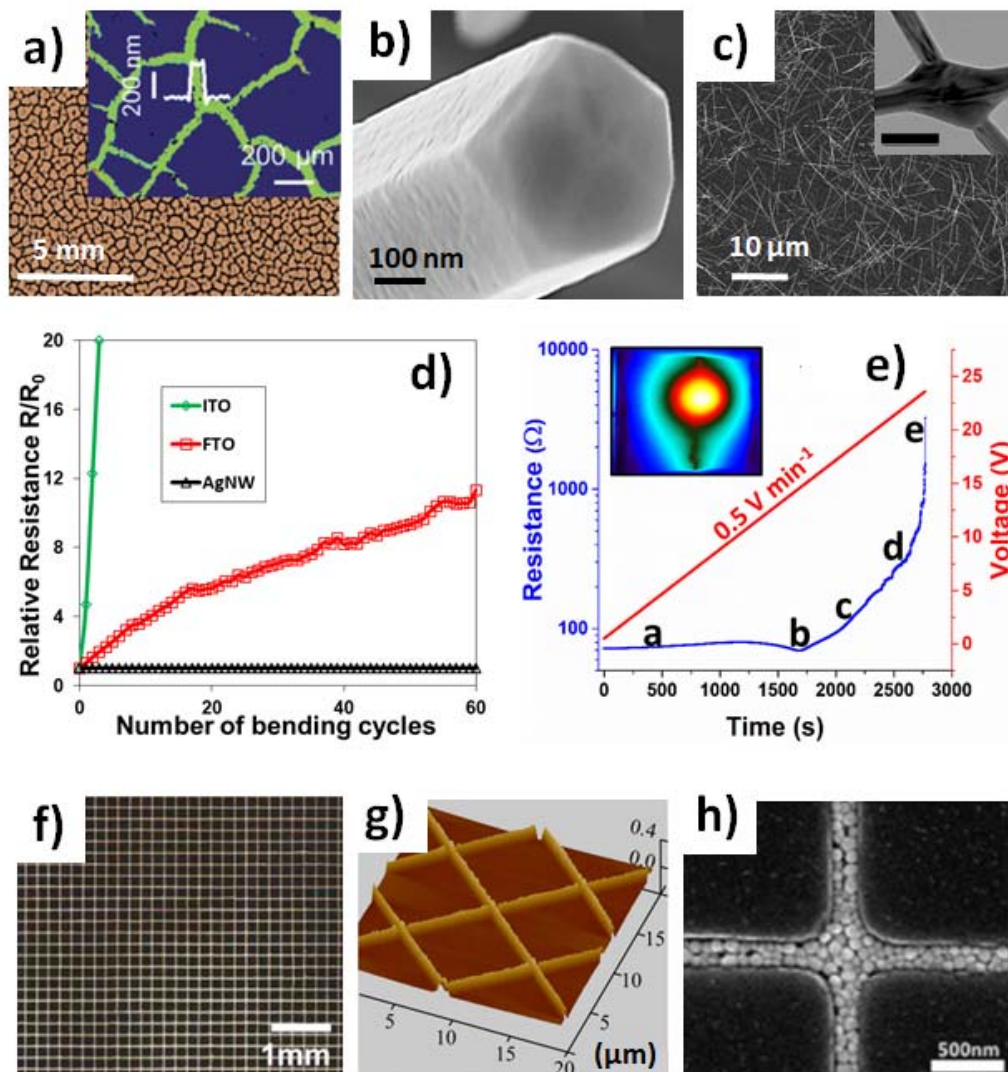 a)
200 nm
200 µm
5 mm
b)
100 nm
c)
10 µm
d)
Relative Resistance R/R0
20
16
12
8
4
0
ITO
FTO
AgNW
0
20
40
60
Number of bending cycles
e)
Resistance (Ω)
10000
1000
100
0.5 V min⁻¹
a
b
c
d
e
25
20
15
10
5
0
Voltage (V)
0
500
1000
1500
2000
2500
3000
Time (s)
f)
1mm
g)
0.4
0.0
5
10
15
20
5
10
15
(µm)
h)
500nm